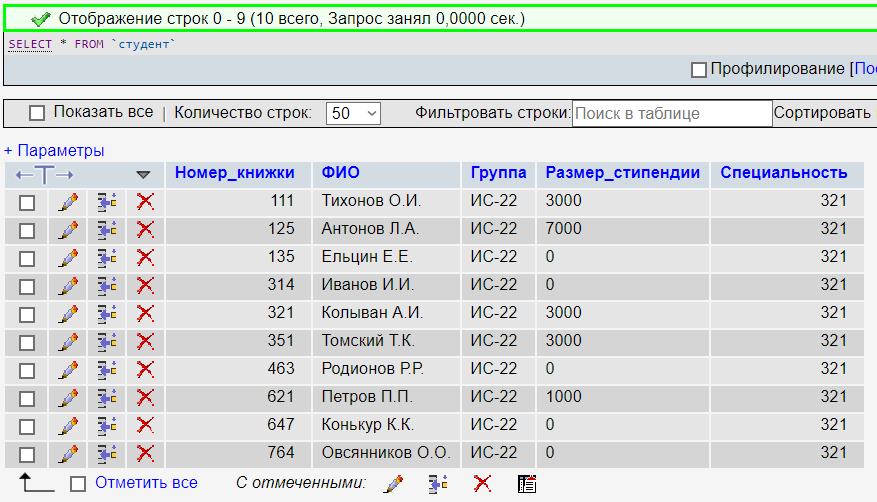 Отображение строк 0 - 9 (10 всего, Запрос занял 0,0000 сек.)
SELECT * FROM `студент`
Профилирование [По
Показать все | Количество строк: 50 Фильтровать строки: Поиск в таблице Сортировать
+ Параметры
Номер_книжки ФИО Группа Размер_стипендии Специальность
111 Тихонов О.И. ИС-22 3000 321
125 Антонов Л.А. ИС-22 7000 321
135 Ельцин Е.Е. ИС-22 0 321
314 Иванов И.И. ИС-22 0 321
321 Колыван А.И. ИС-22 3000 321
351 Томский Т.К. ИС-22 3000 321
463 Родионов Р.Р. ИС-22 0 321
621 Петров П.П. ИС-22 1000 321
647 Конькур К.К. ИС-22 0 321
764 Овсянников О.О. ИС-22 0 321
Отметить все С отмеченными: